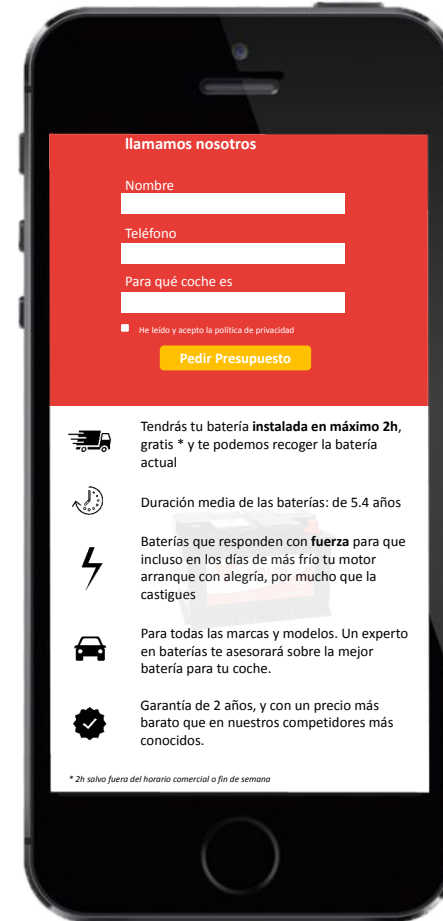 llamamos nosotros
Nombre
Teléfono
Para qué coche es
He leído y acepto la política de privacidad
Pedir Presupuesto
Tendrás tu batería instalada en máximo 2h,
gratis * y te podemos recoger la batería
actual
Duración media de las baterías: de 5.4 años
Baterías que responden con fuerza para que
incluso en los días de más frío tu motor
arranque con alegría, por mucho que la
castigues
Para todas las marcas y modelos. Un experto
en baterías te asesorará sobre la mejor
batería para tu coche.
Garantía de 2 años, y con un precio más
barato que en nuestros competidores más
conocidos.
* 2h salvo fuera del horario comercial o fin de semana